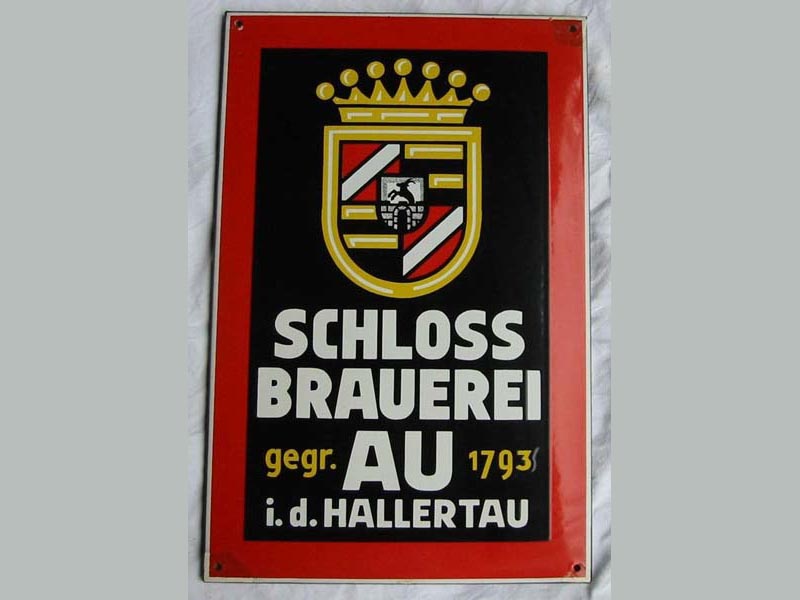 SCHLOSS
BRAUEREI
gegr. AU 1793
i. d. HALLERTAU